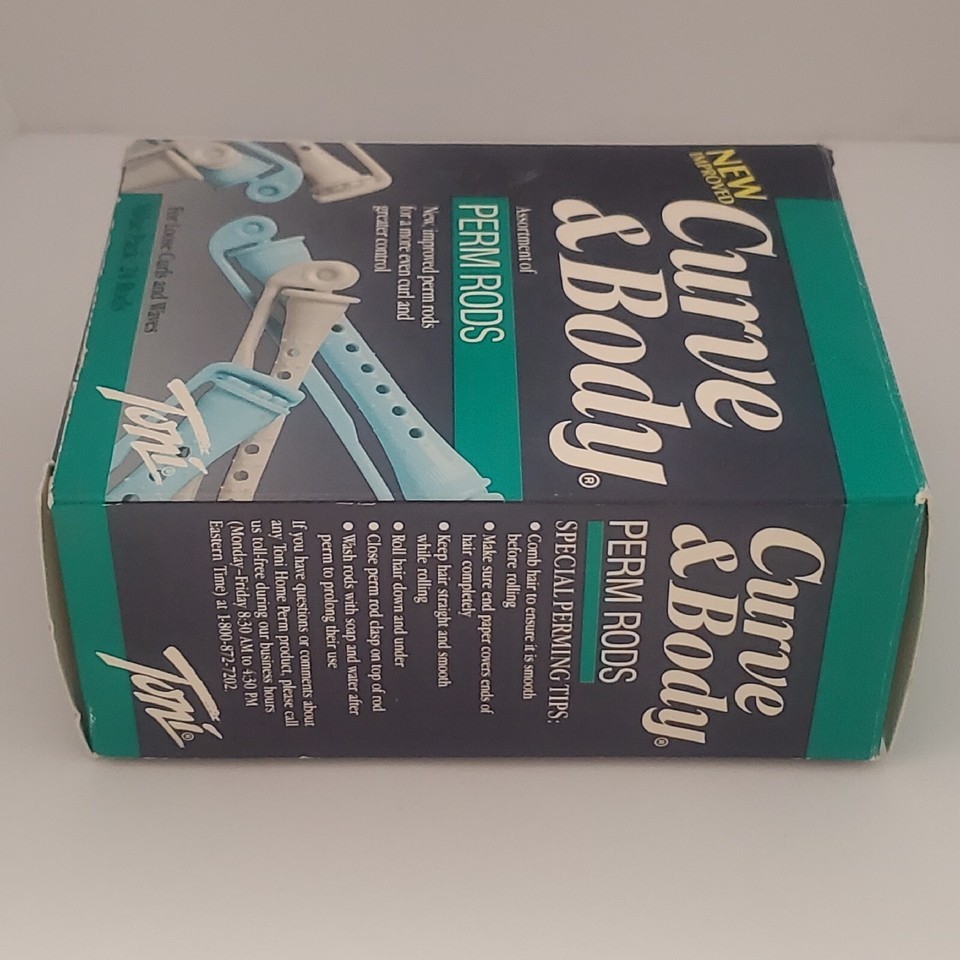 NEW
IMPROVED
Curve
& Body®
Assortment of
PERM RODS
New, improved perm rods
for a more even curl and
greater control
For Loose Curls and Waves
Toni®
Curve
& Body®
PERM RODS
SPECIAL PERMING TIPS:
• Comb hair to ensure it is smooth
before rolling
• Make sure end paper covers ends of
hair completely
• Keep hair straight and smooth
while rolling
• Roll hair down and under
• Close perm rod clasp on top of rod
• Wash rods with soap and water after
perm to prolong their use
If you have questions or comments about
any Toni Home Perm product, please call
us toll-free during our business hours
(Monday-Friday 8:30 AM to 4:30 PM
Eastern Time) at 1-800-872-7202.
Toni®